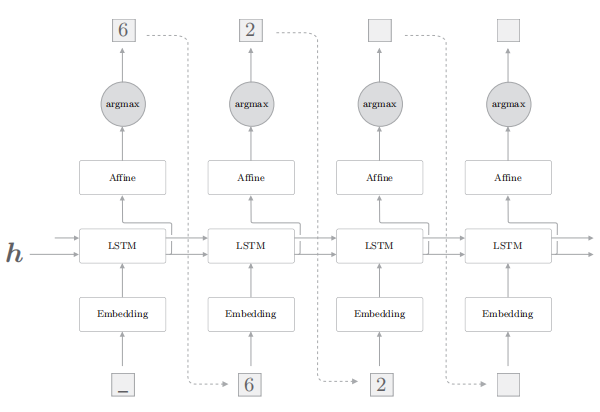 6 2
argmax argmax argmax argmax
Affine Affine Affine Affine
h LSTM LSTM LSTM LSTM
Embedding Embedding Embedding Embedding
_ 6 2